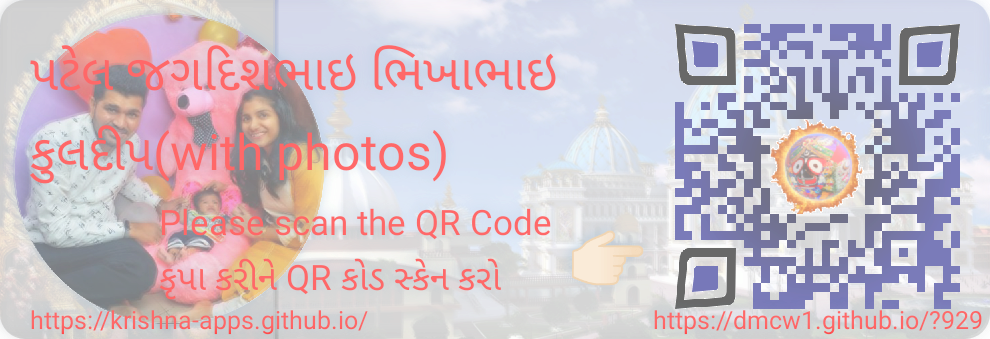 પટેલ જગદિશભાઇ ભિખાભાઇ
કુલદીપ(with photos)
Please scan the QR Code
કૃપા કરીને QR કોડ સ્કેન કરો
https://krishna-apps.github.io/
https://dmcw1.github.io/?929